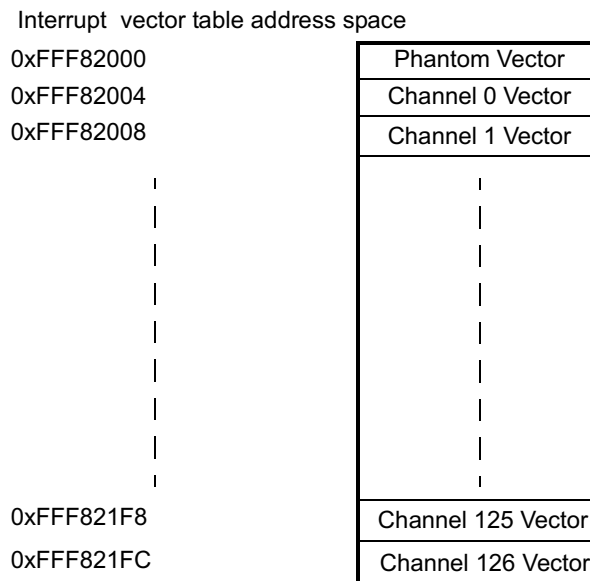 Interrupt vector table address space
0xFFF82000 Phantom Vector
0xFFF82004 Channel 0 Vector
0xFFF82008 Channel 1 Vector
0xFFF821F8 Channel 125 Vector
0xFFF821FC Channel 126 Vector